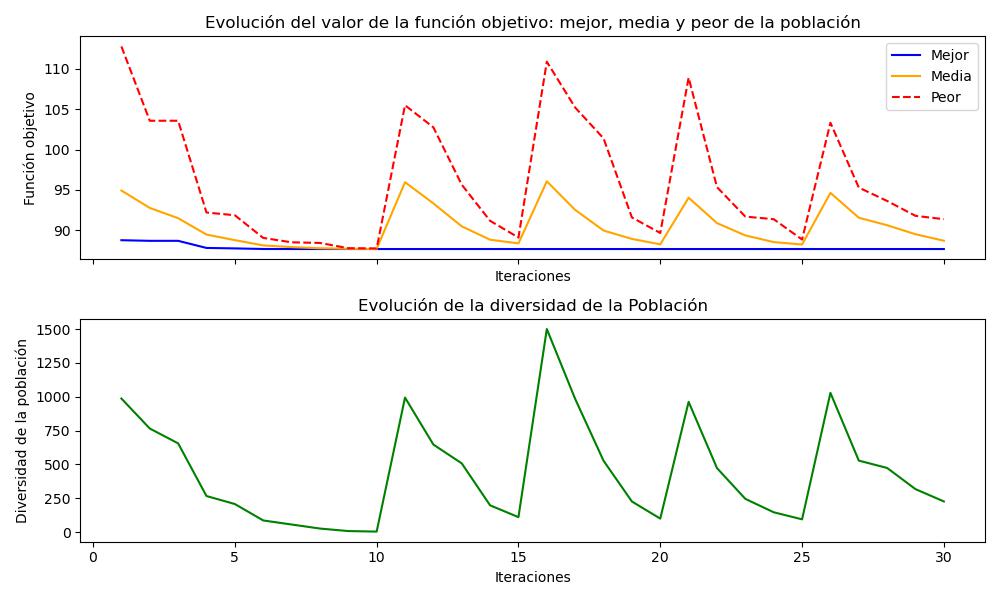 Evolución del valor de la función objetivo: mejor, media y peor de la población
Función objetivo
110
105
100
95
90
Mejor
Media
Peor
Iteraciones
Evolución de la diversidad de la Población
Diversidad de la población
1500
1250
1000
750
500
250
0
0 5 10 15 20 25 30
Iteraciones